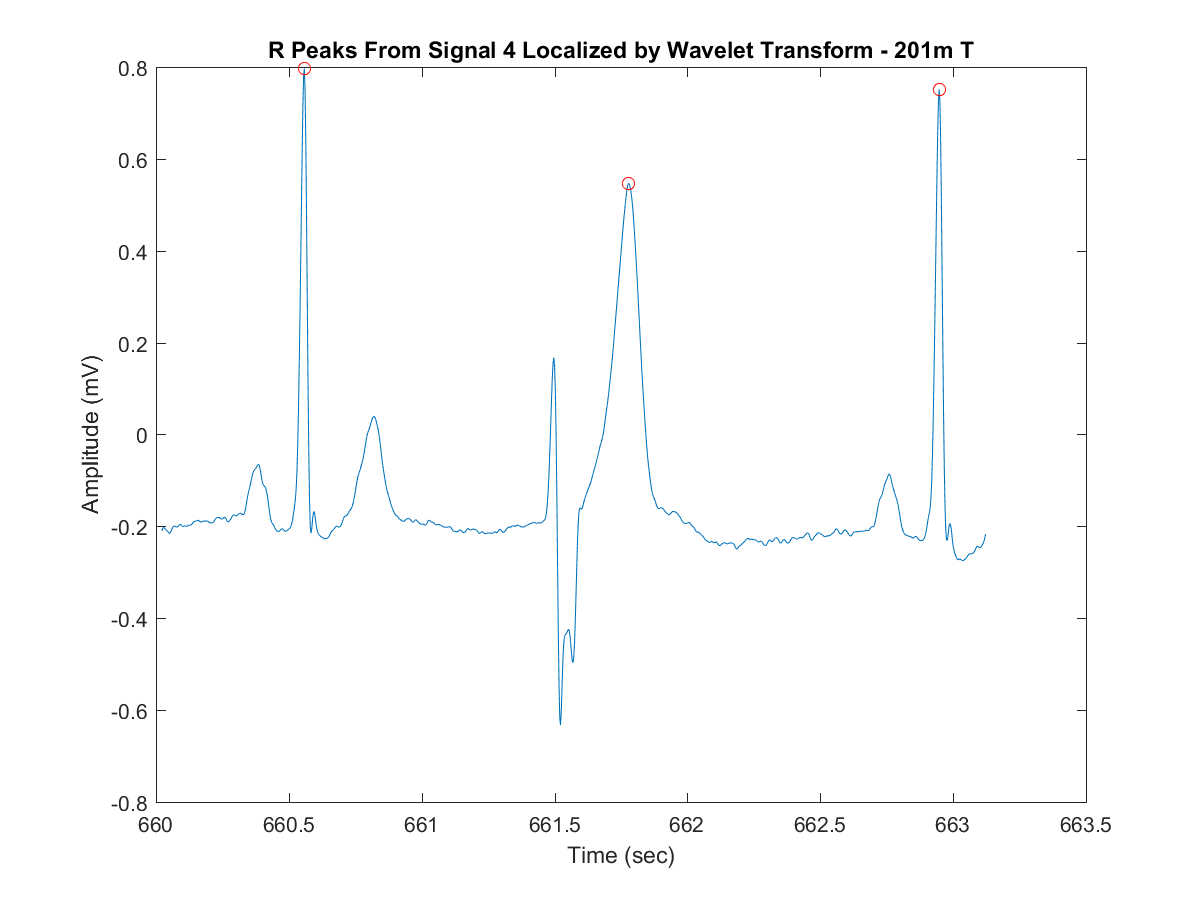 R Peaks From Signal 4 Localized by Wavelet Transform - 201m T
0.8
0.6
0.4
0.2
0
-0.2
-0.4
-0.6
-0.8
Amplitude (mV)
660 660.5 661 661.5 662 662.5 663 663.5
Time (sec)